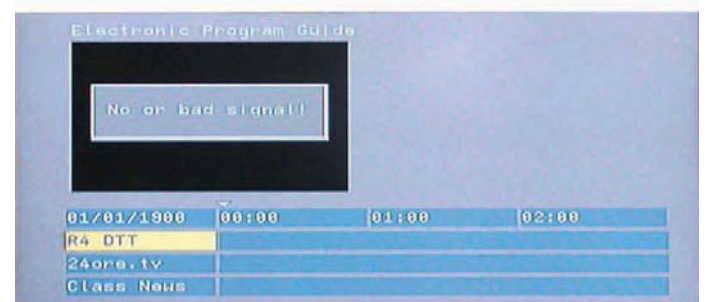 Electronic Program Guide
No or bad signal!
01/01/1900 00:00 01:00 02:00
R4 DTT
24ore.tv
Class News